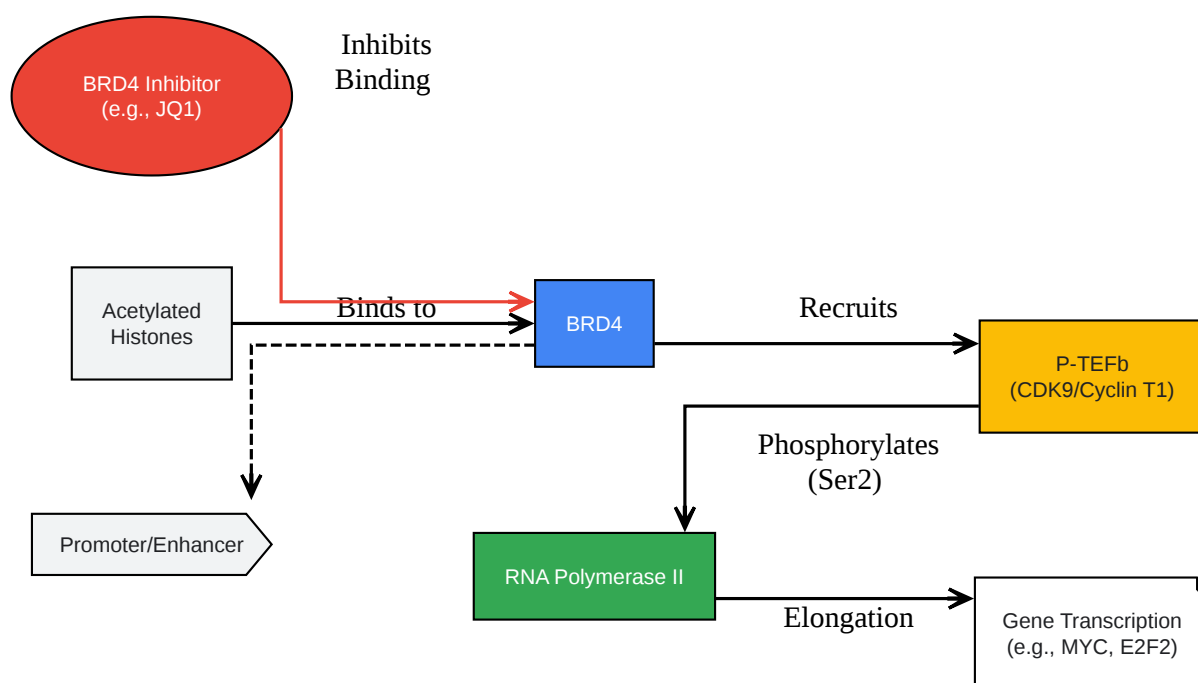 BRD4 Inhibitor
(e.g., JQ1)
Inhibits
Binding
Acetylated
Histones
Binds to
BRD4
Recruits
P-TEFb
(CDK9/Cyclin T1)
Phosphorylates
(Ser2)
Promoter/Enhancer
RNA Polymerase II
Elongation
Gene Transcription
(e.g., MYC, E2F2)